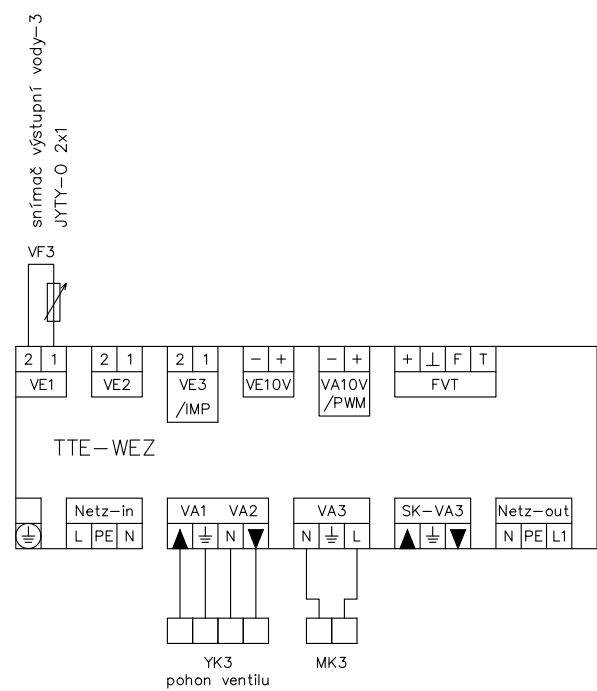 snímač výstupní vody-3
JYTY-O 2x1
VF3
2 1 2 1 2 1 - + - + + ⊥ F T
VE1 VE2 VE3 VE10V VA10V FVT
/IMP /PWM
TTE-WEZ
Netz-in VA1 VA2 VA3 SK-VA3 Netz-out
L PE N N N L N PE L1
YK3 MK3
pohon ventilu